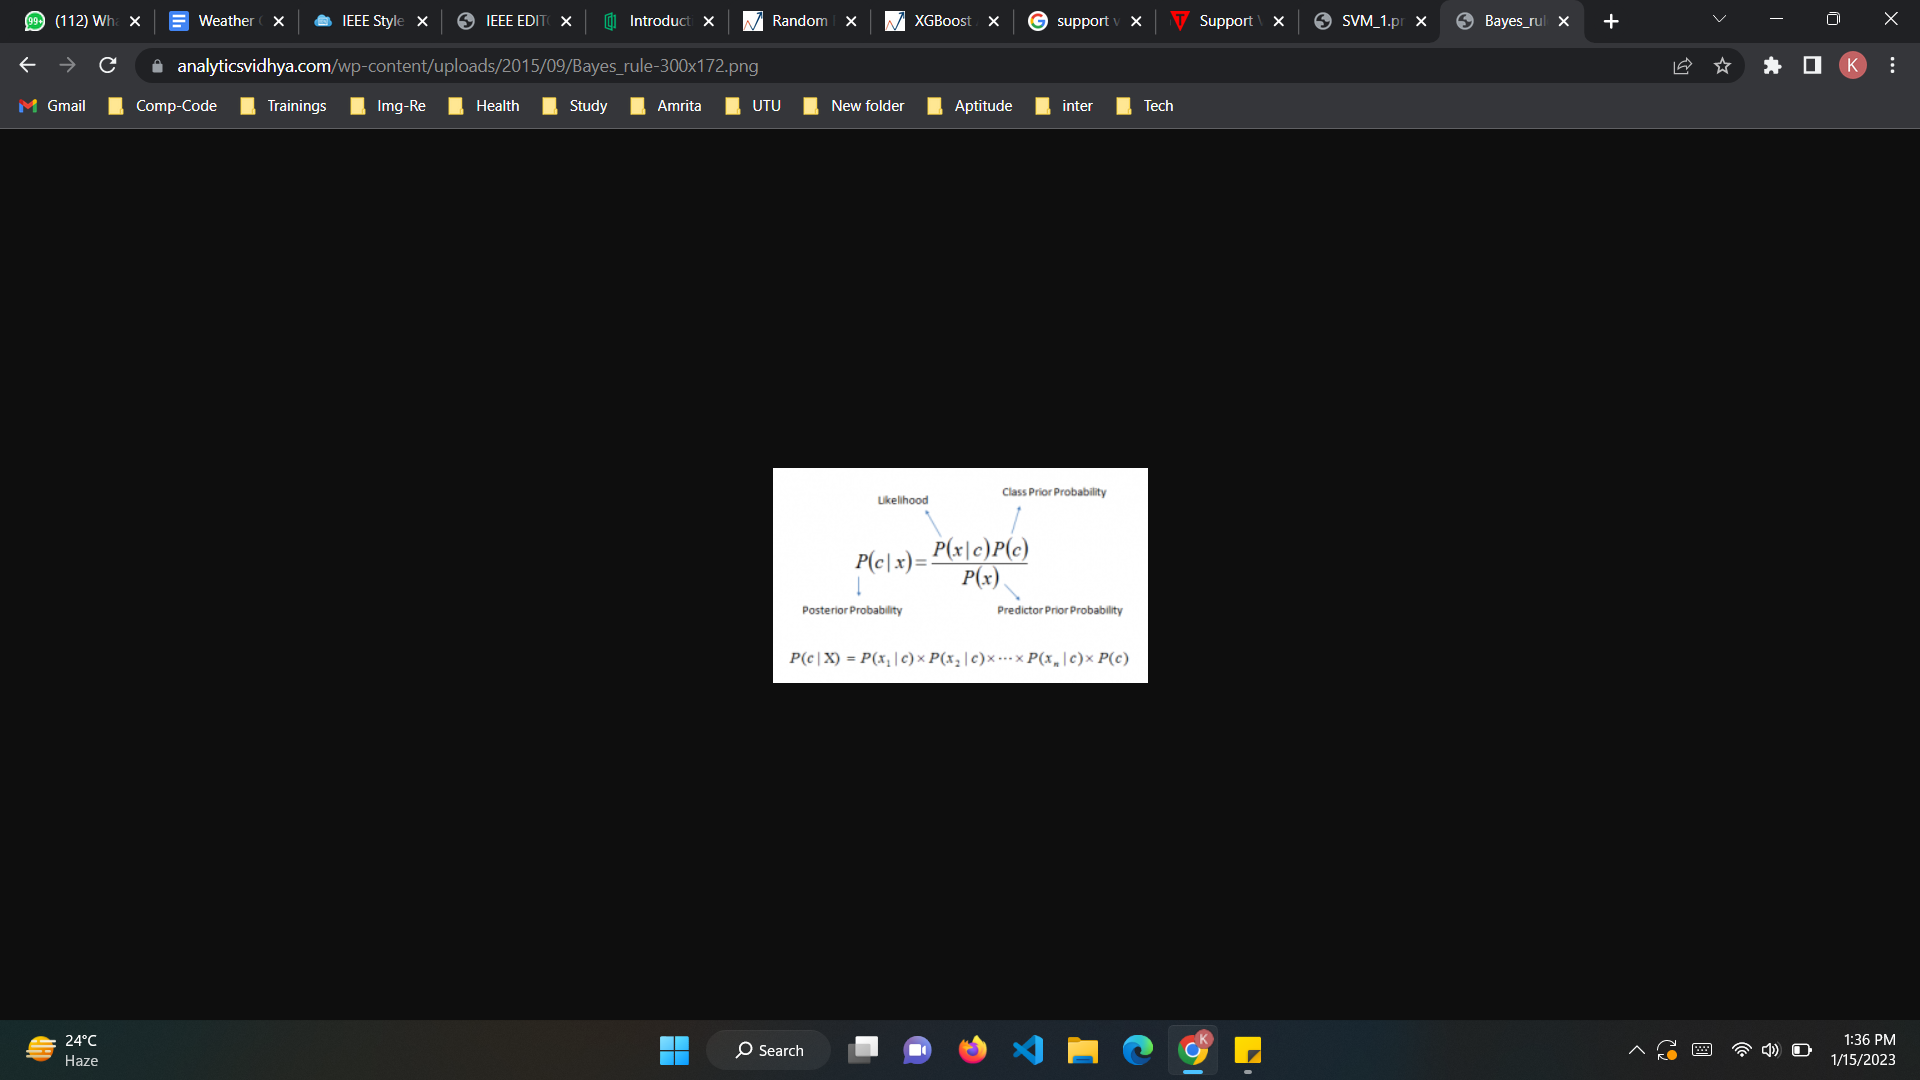 (112) Wha
Weather
IEEE Style
IEEE EDIT
Introduct
Random
XGBoost
support v
Support
SVM_1.pr
Bayes_rul
analyticsvidhya.com/wp-content/uploads/2015/09/Bayes_rule-300x172.png
K
Gmail
Comp-Code
Trainings
Img-Re
Health
Study
Amrita
UTU
New folder
Aptitude
inter
Tech
Likelihood
Class Prior Probability
P(c|x) = P(x|c)P(c) / P(x)
Posterior Probability
Predictor Prior Probability
P(c|X) = P(x₁|c) × P(x₂|c) × ··· × P(xₙ|c) × P(c)
24°C
Haze
Search
K
1:36 PM
1/15/2023